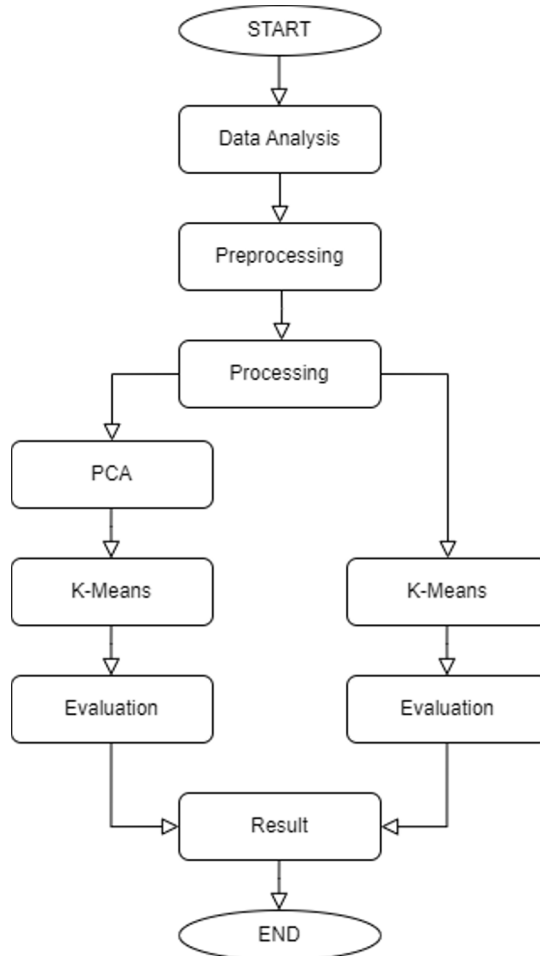 START
Data Analysis
Preprocessing
Processing
PCA
K-Means
K-Means
Evaluation
Evaluation
Result
END